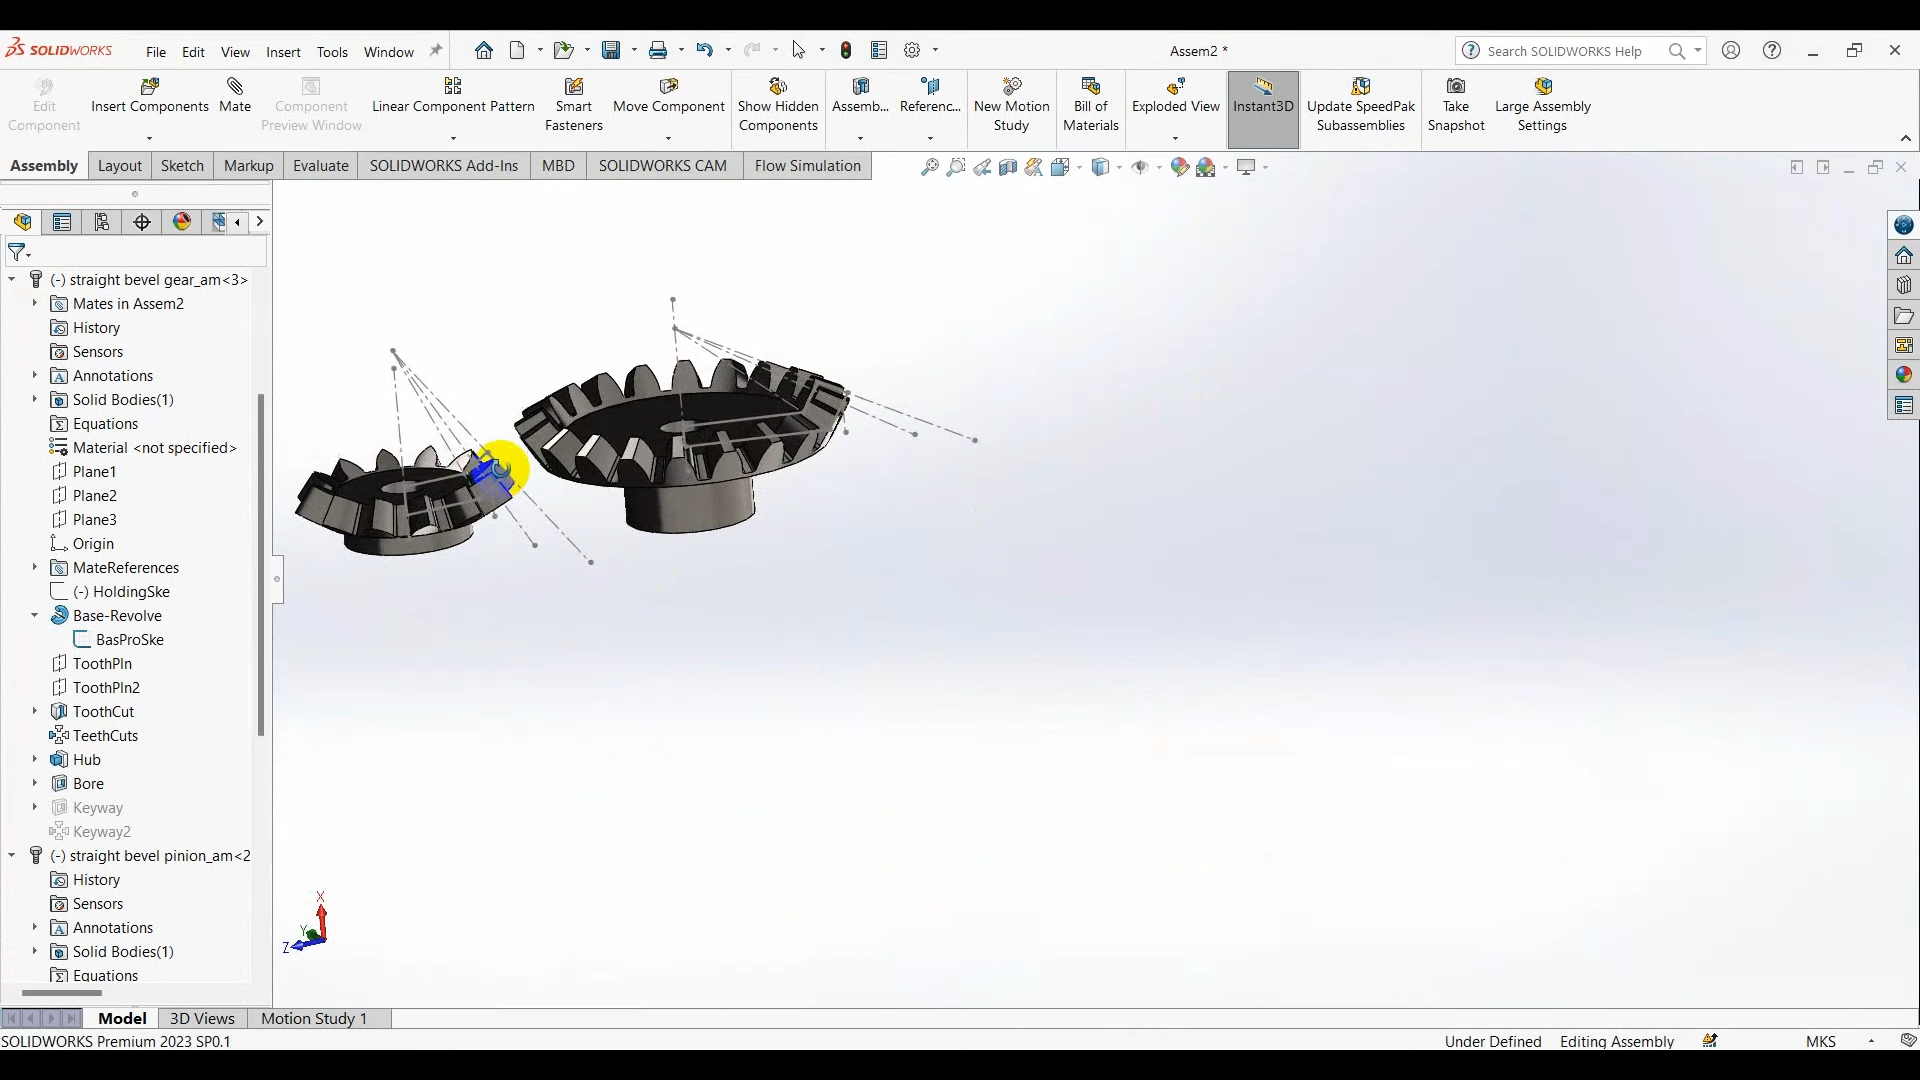 SOLIDWORKS File Edit View Insert Tools Window Assem2 * Search SOLIDWORKS Help
Edit Component
Insert Components
Mate
Component Preview Window
Linear Component Pattern
Smart Fasteners
Move Component
Show Hidden Components
Assemb...
Referenc...
New Motion Study
Bill of Materials
Exploded View
Instant3D
Update SpeedPak Subassemblies
Take Snapshot
Large Assembly Settings
Assembly Layout Sketch Markup Evaluate SOLIDWORKS Add-Ins MBD SOLIDWORKS CAM Flow Simulation
(-) straight bevel gear_am<3>
Mates in Assem2
History
Sensors
Annotations
Solid Bodies(1)
Equations
Material <not specified>
Plane1
Plane2
Plane3
Origin
MateReferences
(-) HoldingSke
Base-Revolve
BasProSke
ToothPln
ToothPln2
ToothCut
TeethCuts
Hub
Bore
Keyway
Keyway2
(-) straight bevel pinion_am<2
History
Sensors
Annotations
Solid Bodies(1)
Equations
X
Y
Z
Model 3D Views Motion Study 1
SOLIDWORKS Premium 2023 SP0.1 Under Defined Editing Assembly MKS